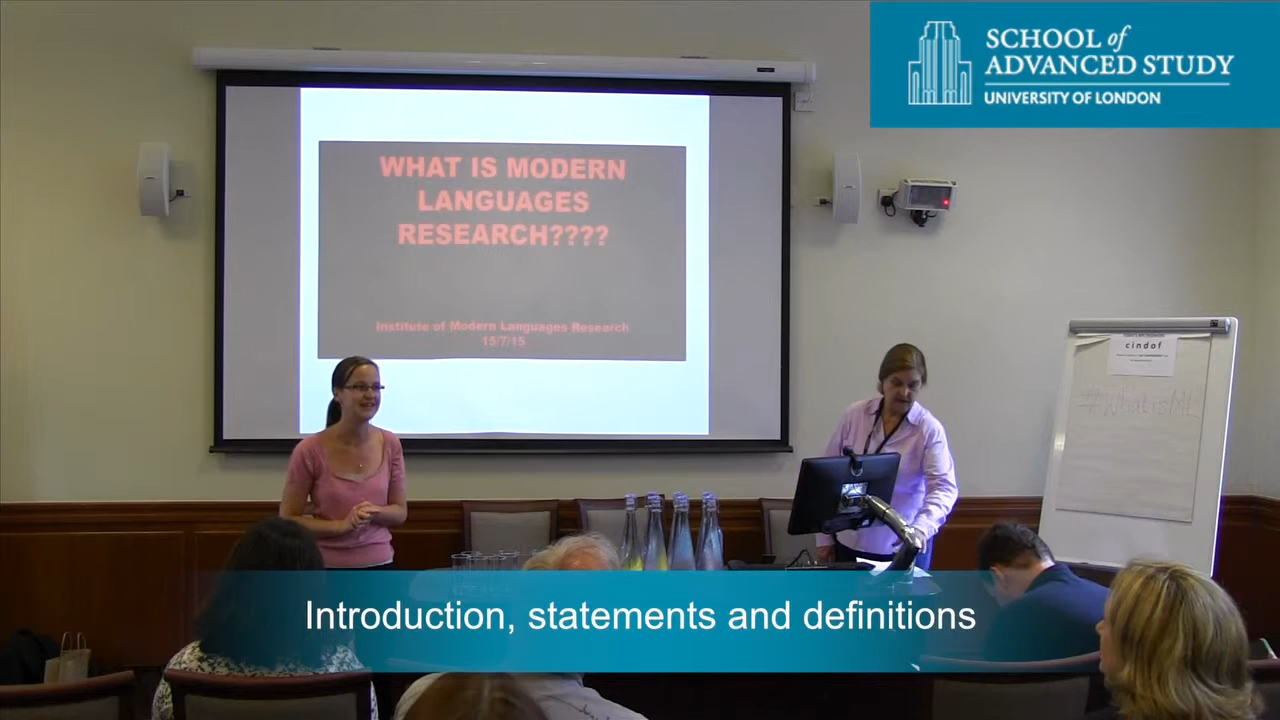 SCHOOL of
ADVANCED STUDY
UNIVERSITY OF LONDON
WHAT IS MODERN
LANGUAGES
RESEARCH????
Institute of Modern Languages Research
15/7/15
cindof
#WhatisML
Introduction, statements and definitions